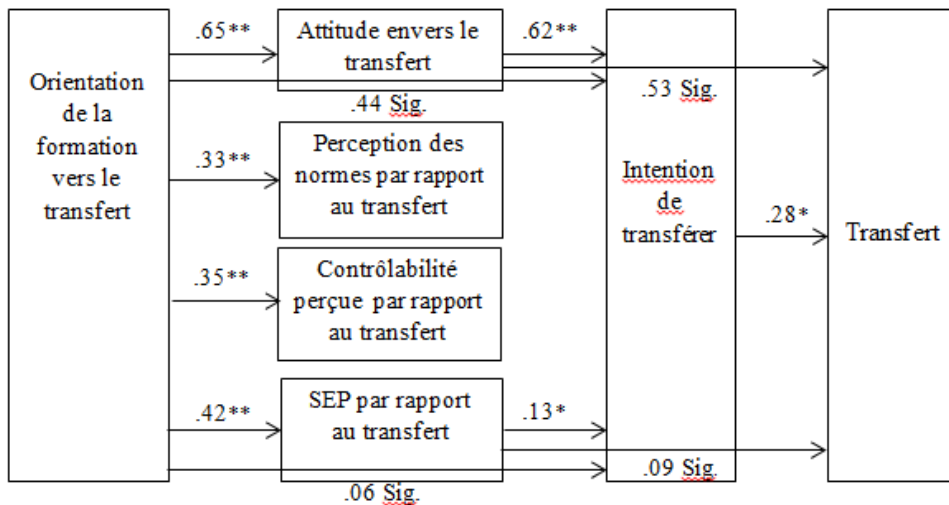 Orientation
de la
formation
vers le
transfert
.65**
Attitude envers le
transfert
.62**
.44 Sig.
.53 Sig.
.33**
Perception des
normes par rapport
au transfert
.35**
Contrôlabilité
perçue par rapport
au transfert
.42**
SEP par rapport
au transfert
.13*
.06 Sig.
.09 Sig.
Intention
de
transférer
.28*
Transfert